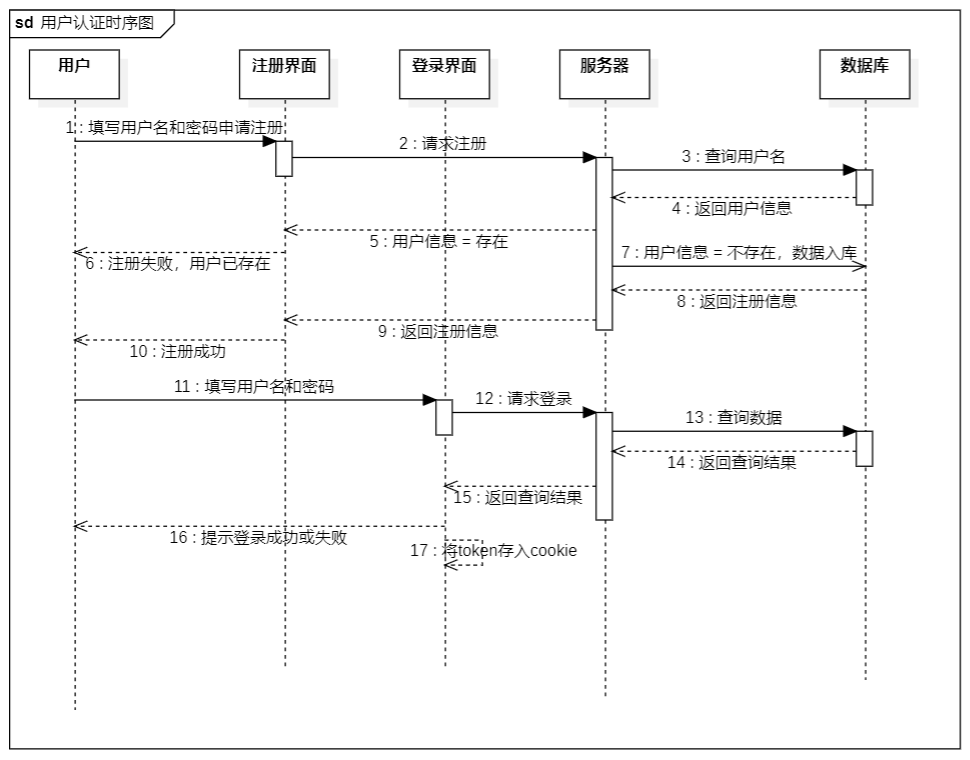 sd 用户认证时序图
用户
注册界面
登录界面
服务器
数据库
1 : 填写用户名和密码申请注册
2 : 请求注册
3 : 查询用户名
4 : 返回用户信息
5 : 用户信息 = 存在
6 : 注册失败，用户已存在
7 : 用户信息 = 不存在，数据入库
8 : 返回注册信息
9 : 返回注册信息
10 : 注册成功
11 : 填写用户名和密码
12 : 请求登录
13 : 查询数据
14 : 返回查询结果
15 : 返回查询结果
16 : 提示登录成功或失败
17 : 将token存入cookie